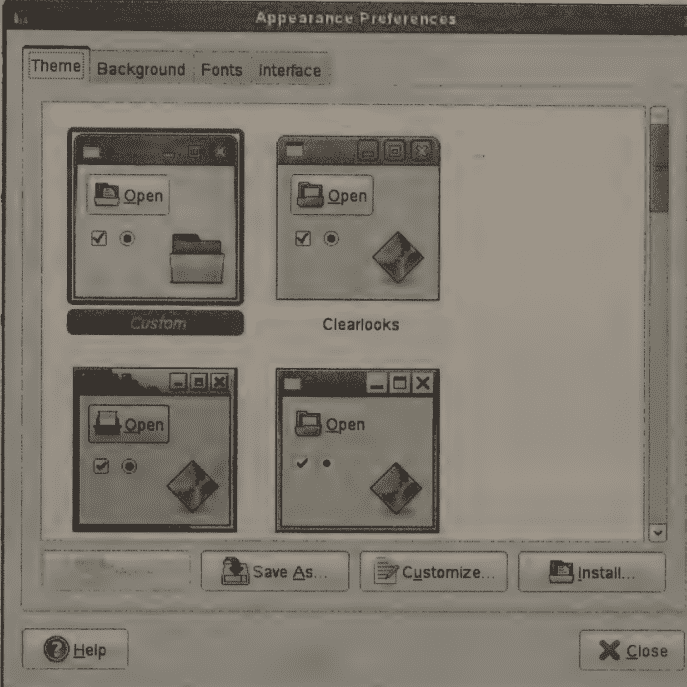 Appearance Preferences
Theme Background Fonts Interface
Open Open
Custom Clearlooks
Open Open
Save As... Customize... Install...
Help Close